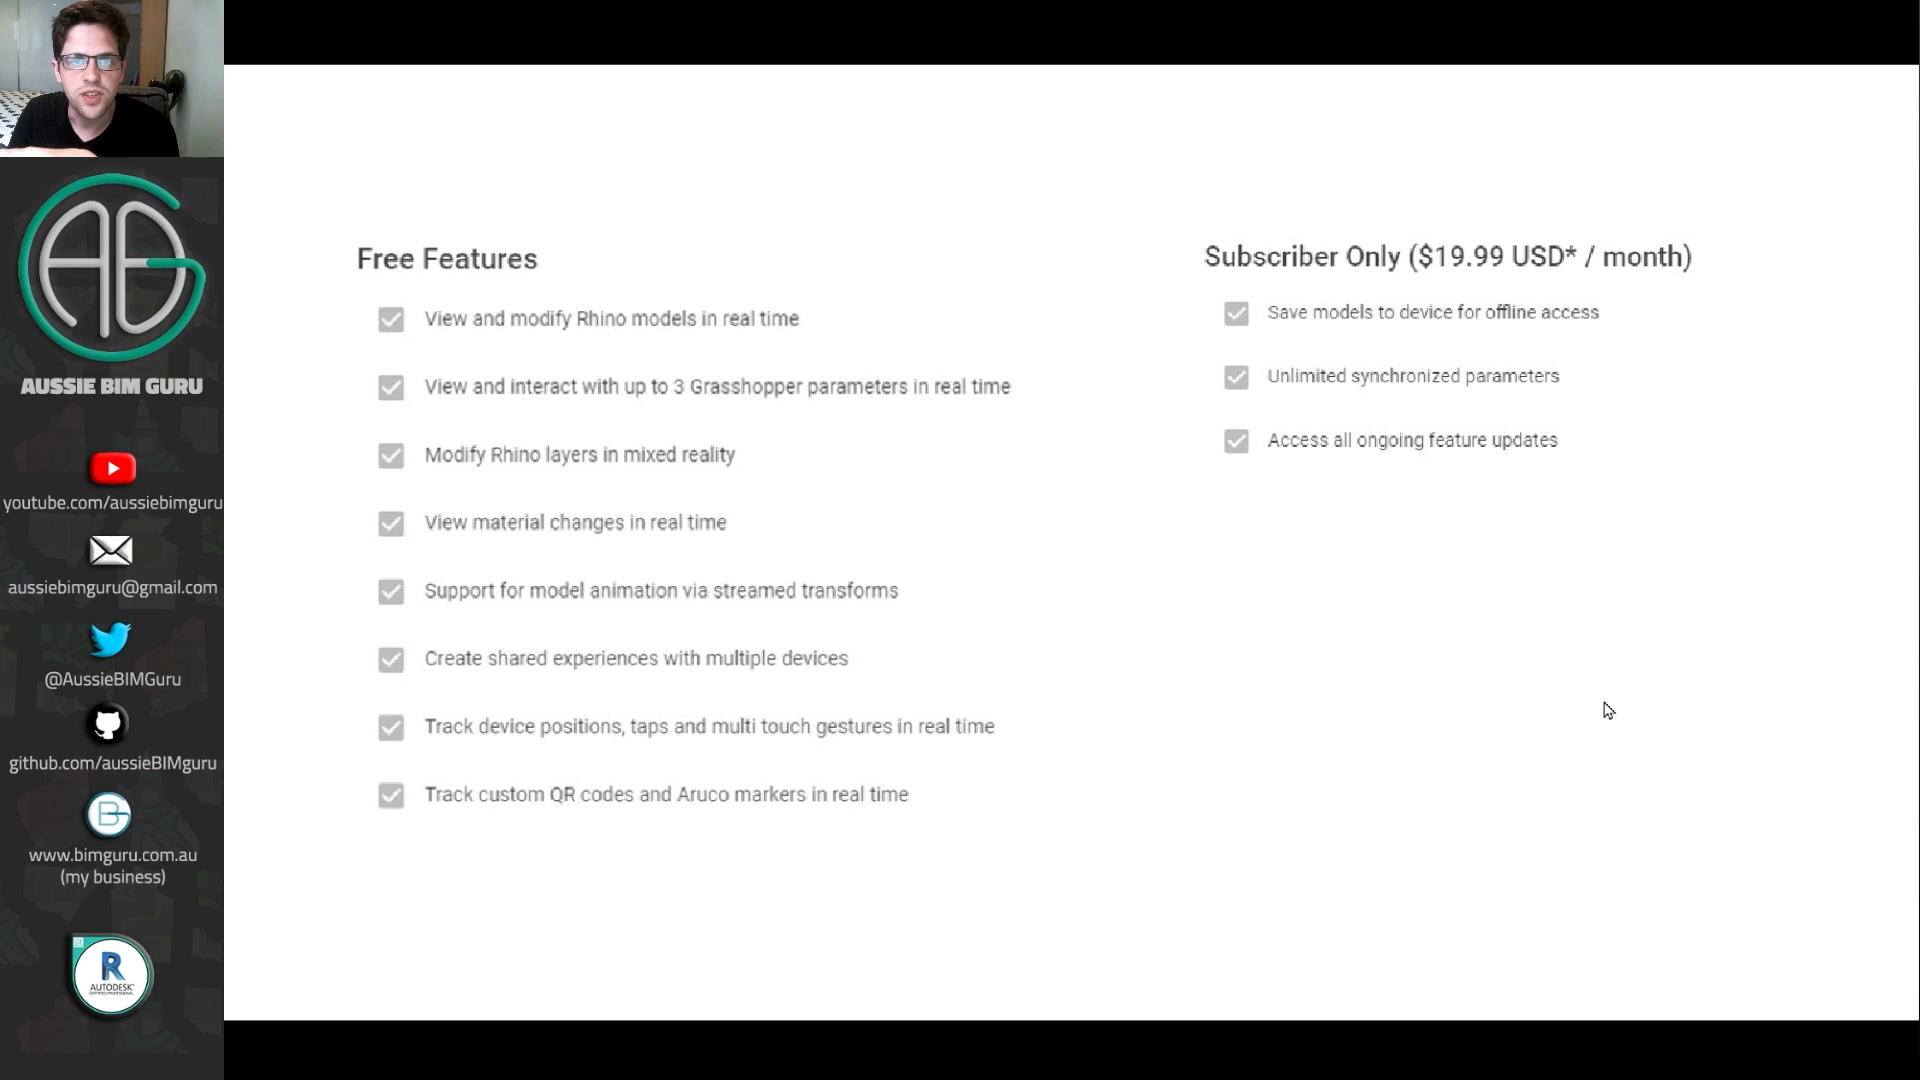 AUSSIE BIM GURU
youtube.com/aussiebimguru
aussiebimguru@gmail.com
@AussieBIMGuru
github.com/aussieBIMguru
www.bimguru.com.au
(my business)
R
AUTODESK
Free Features
View and modify Rhino models in real time
View and interact with up to 3 Grasshopper parameters in real time
Modify Rhino layers in mixed reality
View material changes in real time
Support for model animation via streamed transforms
Create shared experiences with multiple devices
Track device positions, taps and multi touch gestures in real time
Track custom QR codes and Aruco markers in real time
Subscriber Only ($19.99 USD* / month)
Save models to device for offline access
Unlimited synchronized parameters
Access all ongoing feature updates